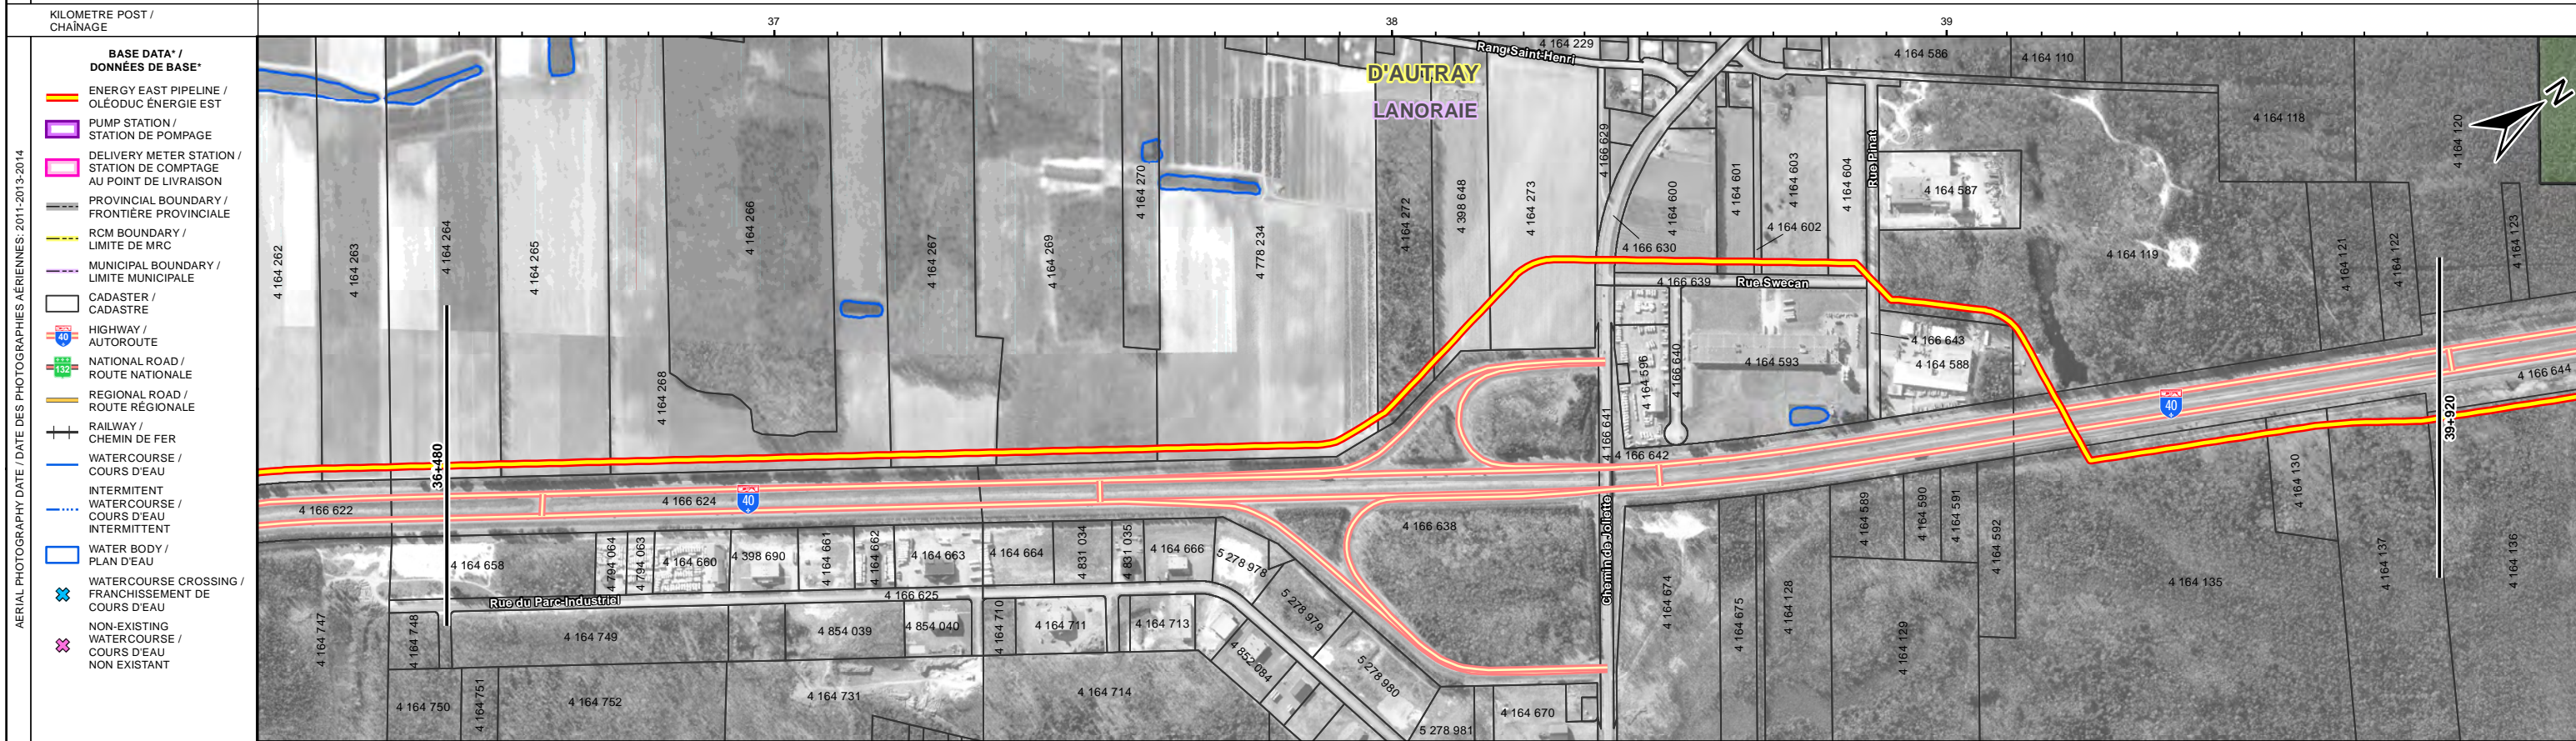 KILOMETRE POST /
CHAÎNAGE
37
38
39
AERIAL PHOTOGRAPHY DATE / DATE DES PHOTOGRAPHIES AÉRIENNES: 2011-2013-2014
BASE DATA* /
DONNÉES DE BASE*
ENERGY EAST PIPELINE /
OLÉODUC ÉNERGIE EST
PUMP STATION /
STATION DE POMPAGE
DELIVERY METER STATION /
STATION DE COMPTAGE
AU POINT DE LIVRAISON
PROVINCIAL BOUNDARY /
FRONTIÈRE PROVINCIALE
RCM BOUNDARY /
LIMITE DE MRC
MUNICIPAL BOUNDARY /
LIMITE MUNICIPALE
CADASTER /
CADASTRE
40
HIGHWAY /
AUTOROUTE
132
NATIONAL ROAD /
ROUTE NATIONALE
REGIONAL ROAD /
ROUTE RÉGIONALE
RAILWAY /
CHEMIN DE FER
WATERCOURSE /
COURS D'EAU
INTERMITENT
WATERCOURSE /
COURS D'EAU
INTERMITTENT
WATER BODY /
PLAN D'EAU
WATERCOURSE CROSSING /
FRANCHISSEMENT DE
COURS D'EAU
NON-EXISTING
WATERCOURSE /
COURS D'EAU
NON EXISTANT
Rang Saint-Henri
4 164 229
D'AUTRAY
LANORAIE
4 164 586
4 164 110
4 164 118
4 164 120
N
4 164 262
4 164 263
4 164 264
4 164 265
4 164 266
4 164 267
4 164 269
4 164 270
4 778 234
4 164 272
4 398 648
4 164 273
4 166 629
4 166 630
4 164 600
4 164 601
4 164 602
4 164 603
4 164 604
Rue Pinat
4 164 587
4 164 119
4 164 121
4 164 122
4 164 123
4 166 639
Rue Swecan
4 164 268
4 164 596
4 166 640
4 164 593
4 166 643
4 164 588
40
4 166 644
36+480
39+920
4 166 641
4 166 642
4 166 622
4 166 624
40
4 166 638
Chemin de Joliette
4 164 589
4 164 590
4 164 591
4 164 592
4 164 130
4 164 137
4 164 136
4 164 658
4 794 064
4 794 063
4 164 660
4 398 690
4 164 661
4 164 662
4 164 663
4 164 664
4 831 034
4 831 035
4 164 666
5 278 978
4 164 674
4 164 675
4 164 128
4 164 129
4 164 135
Rue du Parc-Industriel
4 166 625
5 278 979
4 164 747
4 164 748
4 164 749
4 854 039
4 854 040
4 164 710
4 164 711
4 164 713
4 852 084
5 278 980
4 164 750
4 164 751
4 164 752
4 164 731
4 164 714
5 278 981
4 164 670